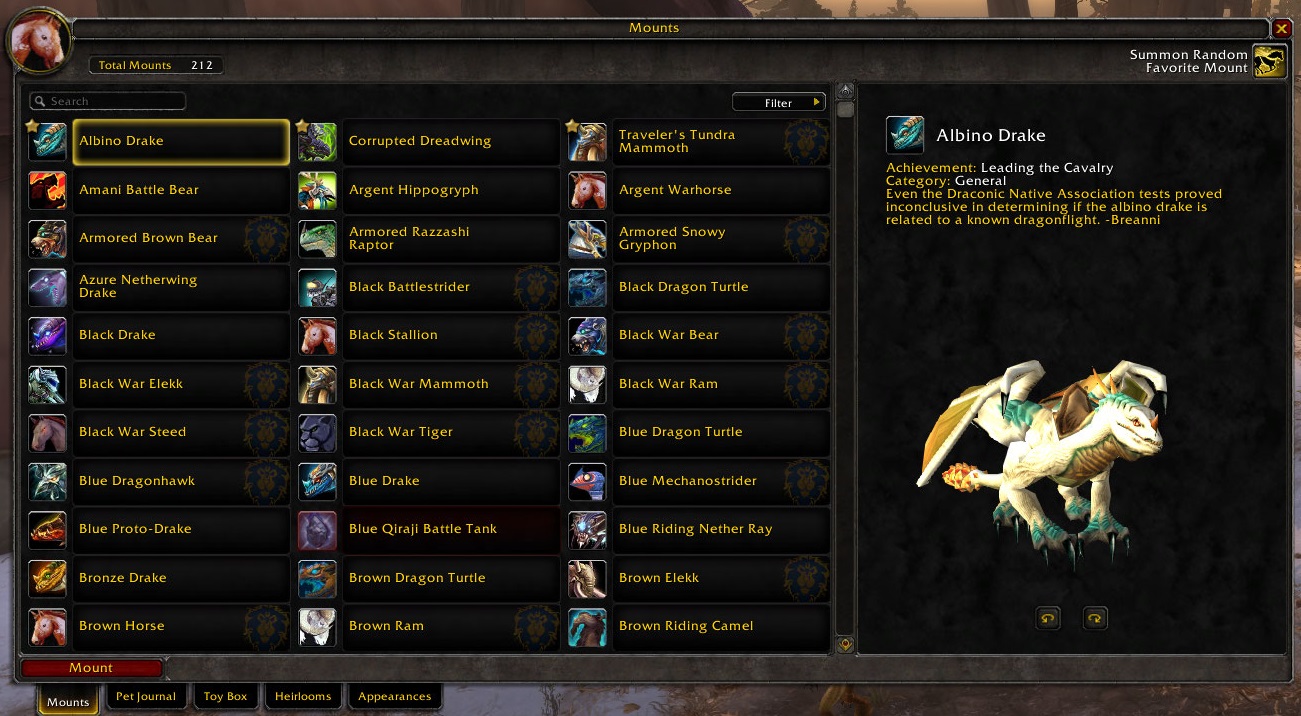 Mounts
Total Mounts 212
Summon Random
Favorite Mount
Search
Filter
Albino Drake
Corrupted Dreadwing
Traveler's Tundra
Mammoth
Amani Battle Bear
Argent Hippogryph
Argent Warhorse
Armored Brown Bear
Armored Razzashi
Raptor
Armored Snowy
Gryphon
Azure Netherwing
Drake
Black Battlestrider
Black Dragon Turtle
Black Drake
Black Stallion
Black War Bear
Black War Elekk
Black War Mammoth
Black War Ram
Black War Steed
Black War Tiger
Blue Dragon Turtle
Blue Dragonhawk
Blue Drake
Blue Mechanostrider
Blue Proto-Drake
Blue Qiraji Battle Tank
Blue Riding Nether Ray
Bronze Drake
Brown Dragon Turtle
Brown Elekk
Brown Horse
Brown Ram
Brown Riding Camel
Albino Drake
Achievement: Leading the Cavalry
Category: General
Even the Draconic Native Association tests proved
inconclusive in determining if the albino drake is
related to a known dragonflight. -Breanni
Mount
Mounts
Pet Journal
Toy Box
Heirlooms
Appearances